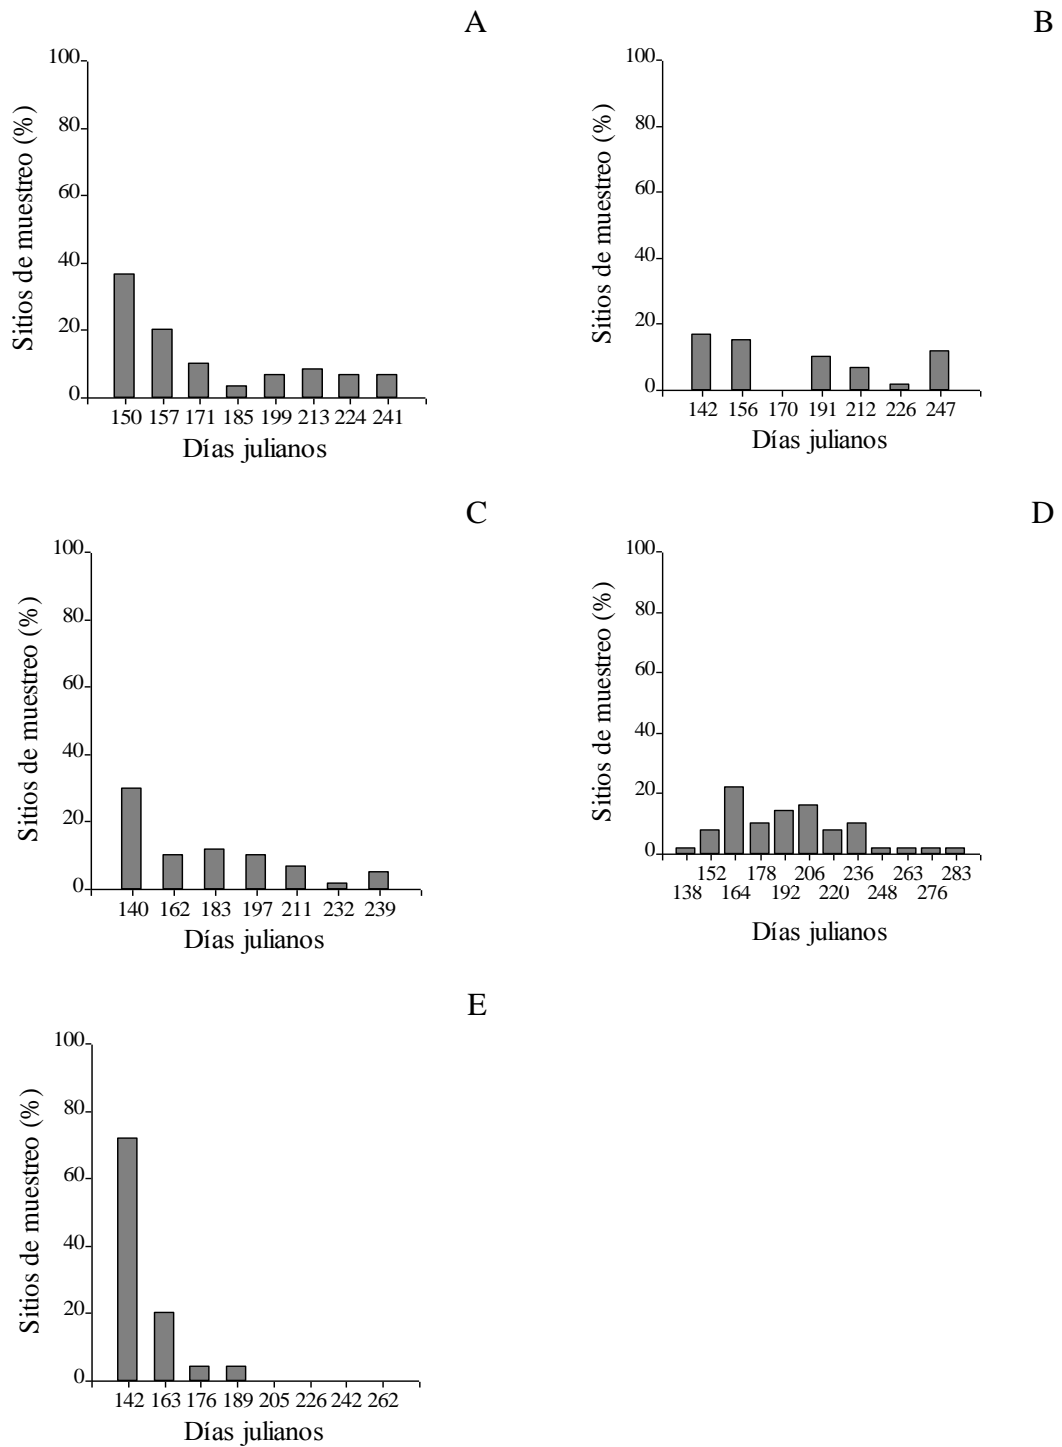 A
100
80
60
40
20
0
Sitios de muestreo (%)
150 157 171 185 199 213 224 241
Días julianos
B
100
80
60
40
20
0
Sitios de muestreo (%)
142 156 170 191 212 226 247
Días julianos
C
100
80
60
40
20
0
Sitios de muestreo (%)
140 162 183 197 211 232 239
Días julianos
D
100
80
60
40
20
0
Sitios de muestreo (%)
152 178 206 236 263 283
138 164 192 220 248 276
Días julianos
E
100
80
60
40
20
0
Sitios de muestreo (%)
142 163 176 189 205 226 242 262
Días julianos